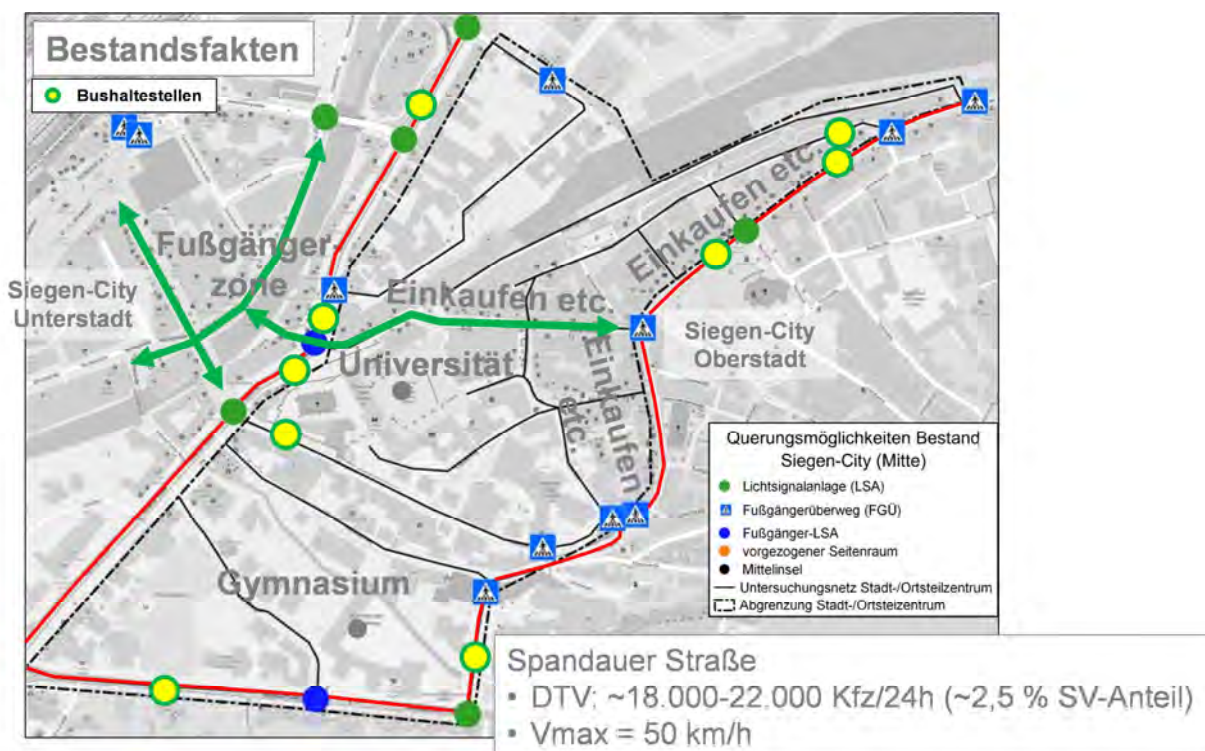 Bestandsfakten
Bushaltestellen
Fußgänger-
zone
Siegen-City
Unterstadt
Einkaufen etc.
Einkaufen etc.
Universität
Einkaufen
etc.
Siegen-City
Oberstadt
Gymnasium
Querungsmöglichkeiten Bestand
Siegen-City (Mitte)
Lichtsignalanlage (LSA)
Fußgängerüberweg (FGÜ)
Fußgänger-LSA
vorgezogener Seitenraum
Mittelinsel
Untersuchungsnetz Stadt-/Ortsteilzentrum
Abgrenzung Stadt-/Ortsteizentrum
Spandauer Straße
• DTV: ~18.000-22.000 Kfz/24h (~2,5 % SV-Anteil)
• Vmax = 50 km/h